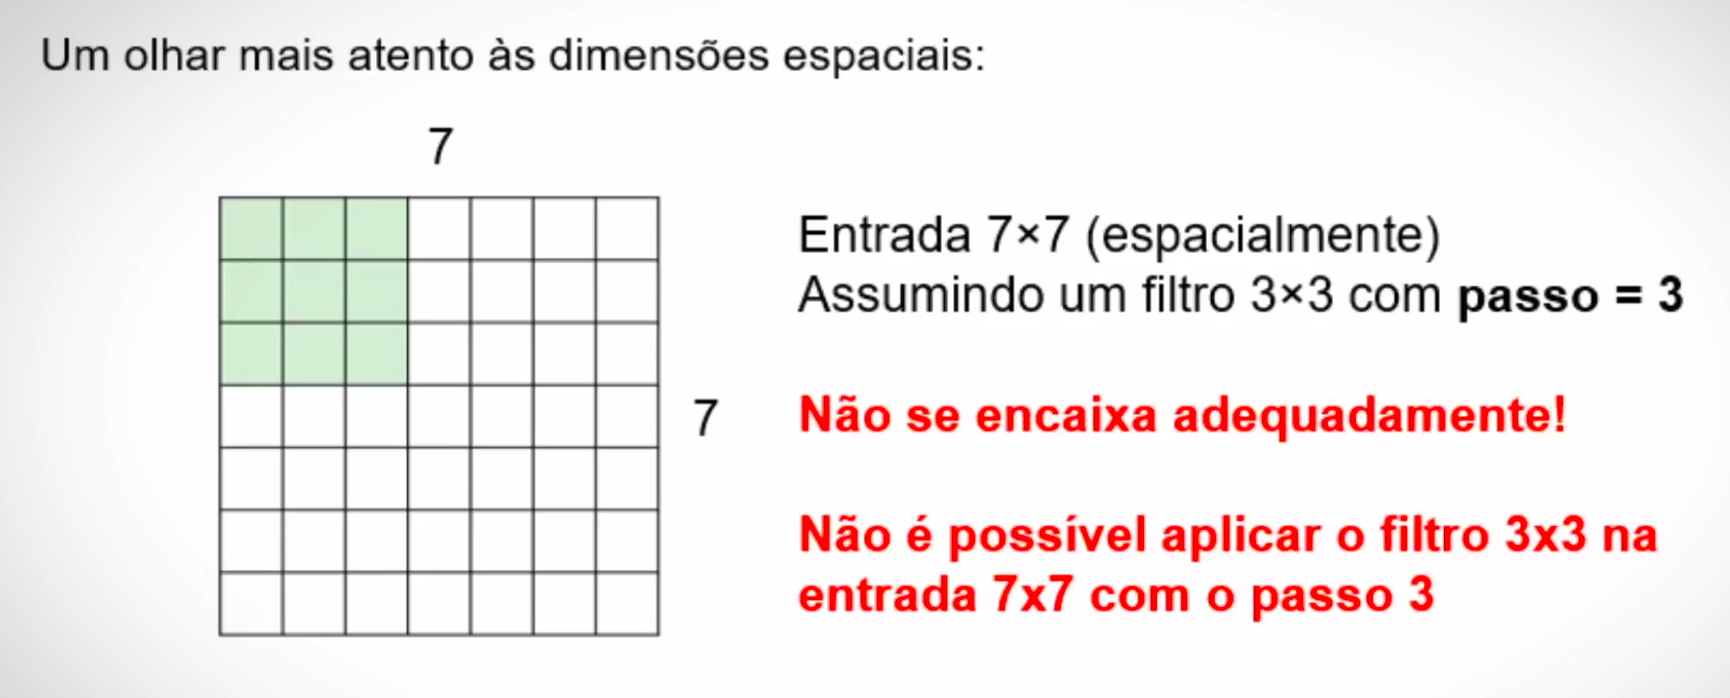 Um olhar mais atento às dimensões espaciais:
7
Entrada 7×7 (espacialmente)
Assumindo um filtro 3×3 com passo = 3
7
Não se encaixa adequadamente!
Não é possível aplicar o filtro 3x3 na
entrada 7x7 com o passo 3